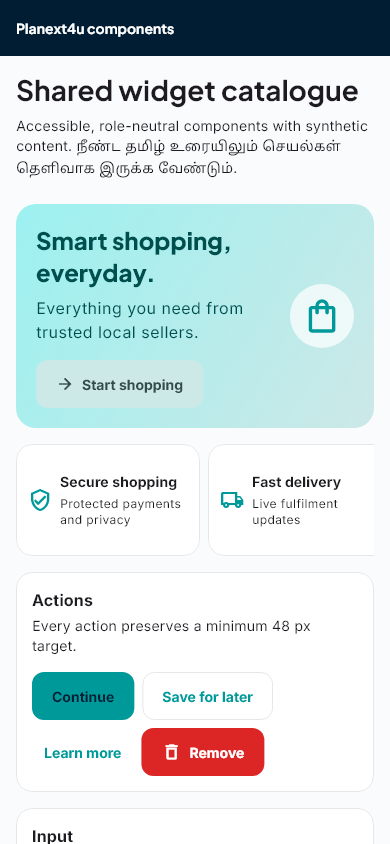 Planext4u components
Shared widget catalogue
Accessible, role-neutral components with synthetic
content. நீண்ட தமிழ் உரையிலும் செயல்கள்
தெளிவாக இருக்க வேண்டும்.
Smart shopping,
everyday.
Everything you need from
trusted local sellers.
Start shopping
Secure shopping
Protected payments
and privacy
Fast delivery
Live fulfilment
updates
Actions
Every action preserves a minimum 48 px
target.
Continue
Save for later
Learn more
Remove
Input